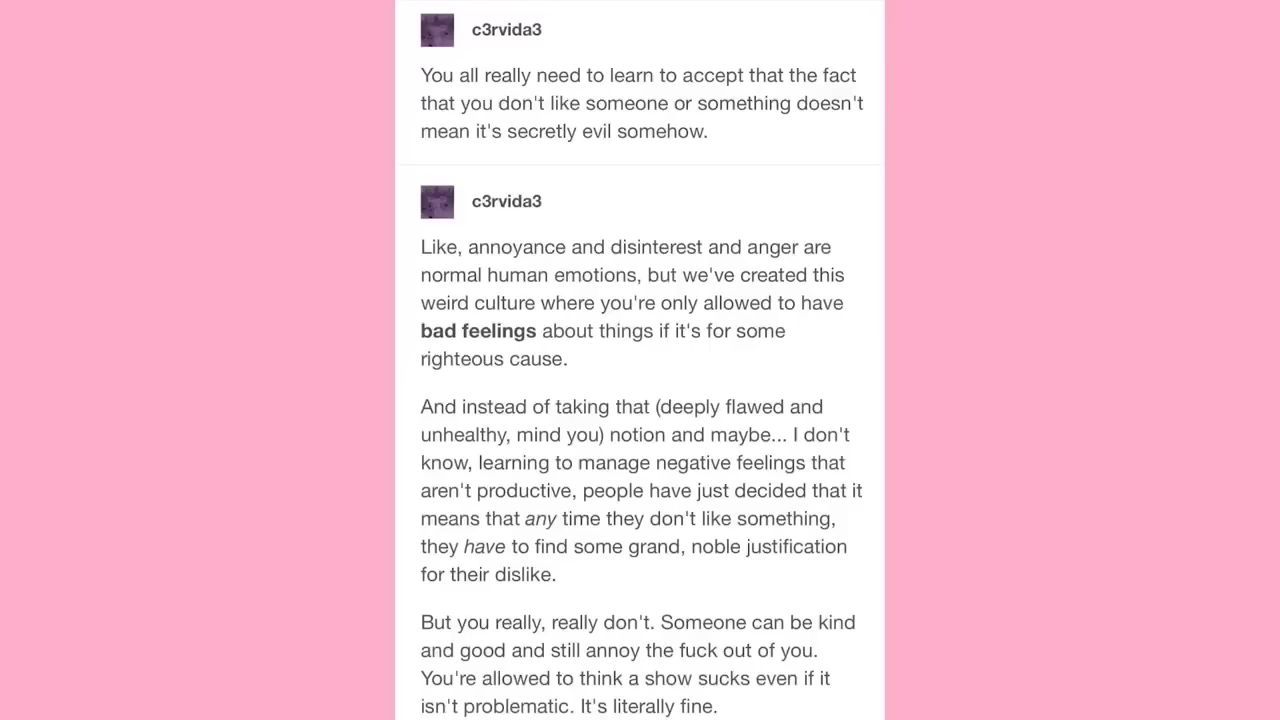 c3rvida3
You all really need to learn to accept that the fact
that you don't like someone or something doesn't
mean it's secretly evil somehow.
c3rvida3
Like, annoyance and disinterest and anger are
normal human emotions, but we've created this
weird culture where you're only allowed to have
bad feelings about things if it's for some
righteous cause.
And instead of taking that (deeply flawed and
unhealthy, mind you) notion and maybe... I don't
know, learning to manage negative feelings that
aren't productive, people have just decided that it
means that any time they don't like something,
they have to find some grand, noble justification
for their dislike.
But you really, really don't. Someone can be kind
and good and still annoy the fuck out of you.
You're allowed to think a show sucks even if it
isn't problematic. It's literally fine.